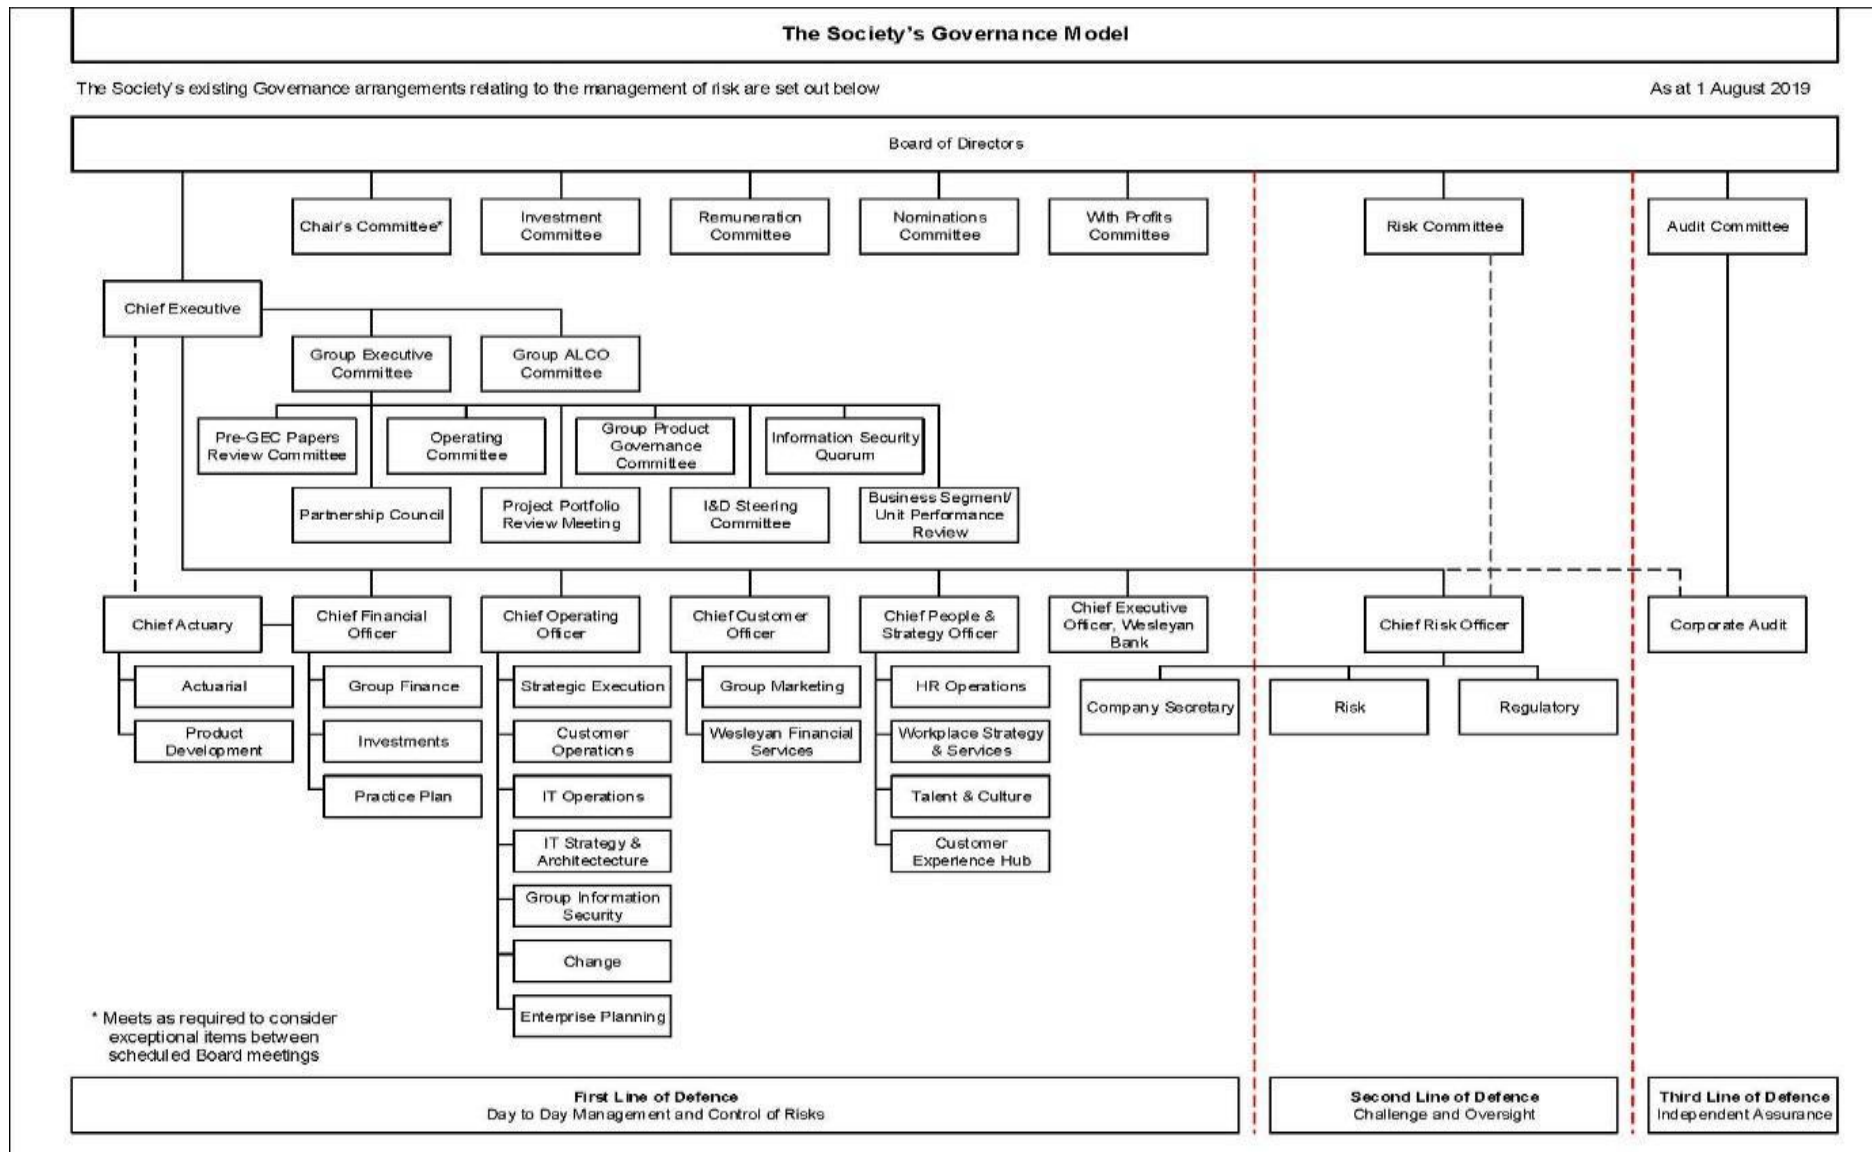 The Society's Governance Model
The Society's existing Governance arrangements relating to the management of risk are set out below
As at 1 August 2019
Board of Directors
Chair's Committee*
Investment
Committee
Remuneration
Committee
Nominations
Committee
With Profits
Committee
Risk Committee
Audit Committee
Chief Executive
Group Executive
Committee
Group ALCO
Committee
Pre-GEC Papers
Review Committee
Operating
Committee
Group Product
Governance
Committee
Information Security
Quorum
Partnership Council
Project Portfolio
Review Meeting
I&D Steering
Committee
Business Segment/
Unit Performance
Review
Chief Actuary
Chief Financial
Officer
Chief Operating
Officer
Chief Customer
Officer
Chief People &
Strategy Officer
Chief Executive
Officer, Wesleyan
Bank
Chief Risk Officer
Corporate Audit
Actuarial
Product
Development
Group Finance
Investments
Practice Plan
Strategic Execution
Customer
Operations
IT Operations
IT Strategy &
Architectecture
Group Information
Security
Change
Enterprise Planning
Group Marketing
Wesleyan Financial
Services
HR Operations
Workplace Strategy
& Services
Talent & Culture
Customer
Experience Hub
Company Secretary
Risk
Regulatory
* Meets as required to consider
exceptional items between
scheduled Board meetings
First Line of Defence
Day to Day Management and Control of Risks
Second Line of Defence
Challenge and Oversight
Third Line of Defence
Independent Assurance